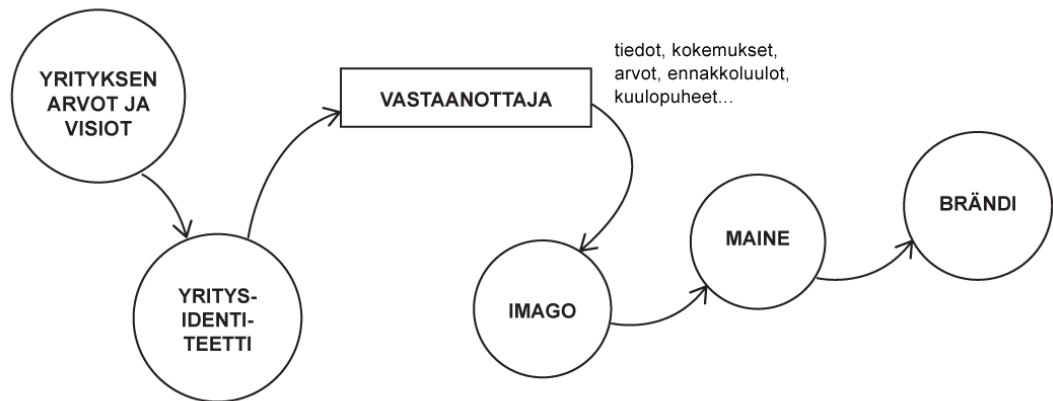 YRITYKSEN
ARVOT JA
VISIOT
YRITYS-
IDENTI-
TEETTI
VASTAANOTTAJA
tiedot, kokemukset,
arvot, ennakkoluulot,
kuulopuheet...
IMAGO
MAINE
BRÄNDI